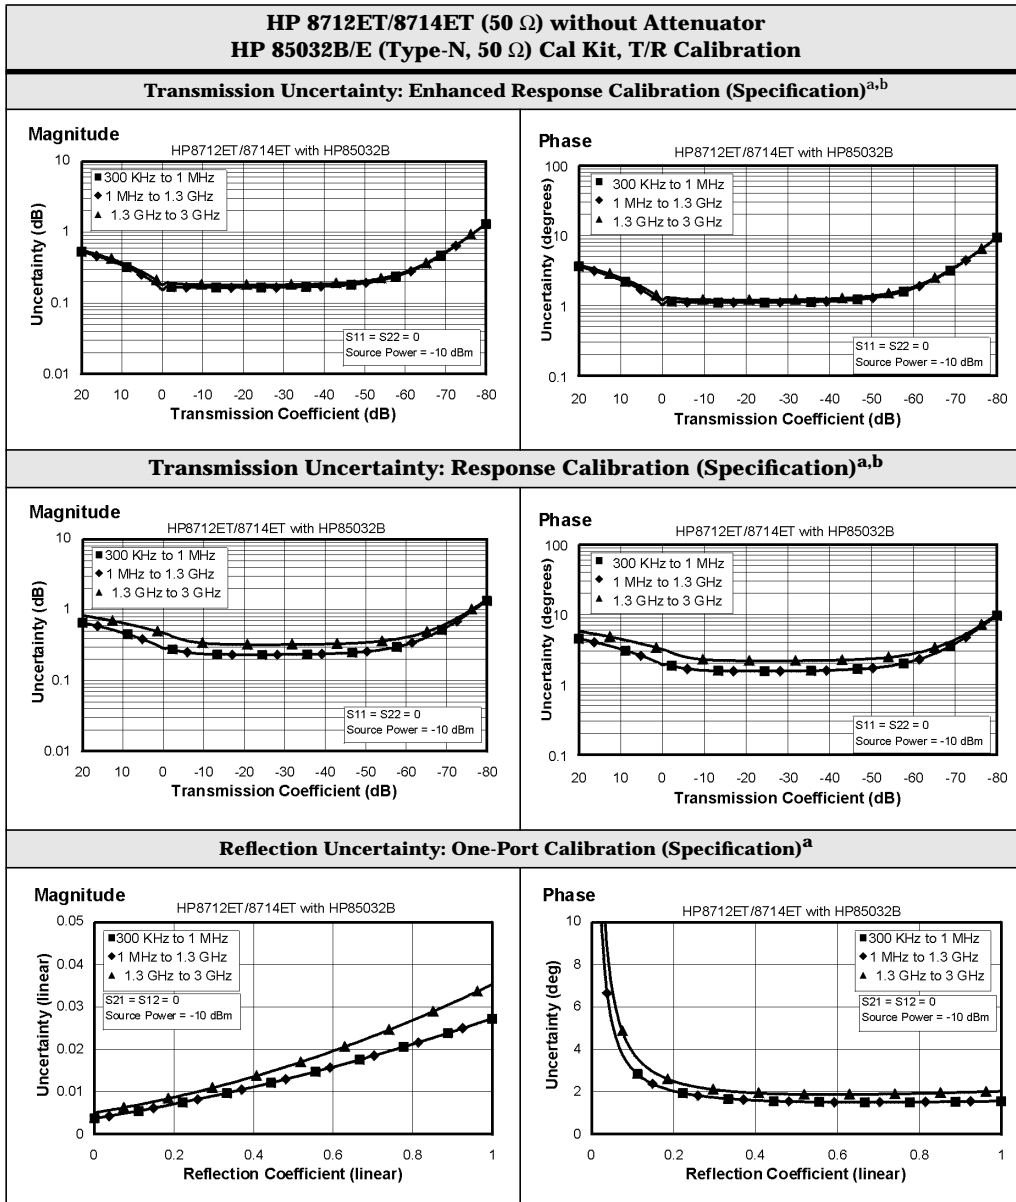 HP 8712ET/8714ET (50 Ω) without Attenuator
HP 85032B/E (Type-N, 50 Ω) Cal Kit, T/R Calibration
Transmission Uncertainty: Enhanced Response Calibration (Specification)a,b
Magnitude
HP8712ET/8714ET with HP85032B
10
1
0.1
0.01
Uncertainty (dB)
300 KHz to 1 MHz
1 MHz to 1.3 GHz
1.3 GHz to 3 GHz
S11 = S22 = 0
Source Power = -10 dBm
20 10 0 -10 -20 -30 -40 -50 -60 -70 -80
Transmission Coefficient (dB)
Phase
HP8712ET/8714ET with HP85032B
100
10
1
0.1
Uncertainty (degrees)
300 KHz to 1 MHz
1 MHz to 1.3 GHz
1.3 GHz to 3 GHz
S11 = S22 = 0
Source Power = -10 dBm
20 10 0 -10 -20 -30 -40 -50 -60 -70 -80
Transmission Coefficient (dB)
Transmission Uncertainty: Response Calibration (Specification)a,b
Magnitude
HP8712ET/8714ET with HP85032B
10
1
0.1
0.01
Uncertainty (dB)
300 KHz to 1 MHz
1 MHz to 1.3 GHz
1.3 GHz to 3 GHz
S11 = S22 = 0
Source Power = -10 dBm
20 10 0 -10 -20 -30 -40 -50 -60 -70 -80
Transmission Coefficient (dB)
Phase
HP8712ET/8714ET with HP85032B
100
10
1
0.1
Uncertainty (degrees)
300 KHz to 1 MHz
1 MHz to 1.3 GHz
1.3 GHz to 3 GHz
S11 = S22 = 0
Source Power = -10 dBm
20 10 0 -10 -20 -30 -40 -50 -60 -70 -80
Transmission Coefficient (dB)
Reflection Uncertainty: One-Port Calibration (Specification)a
Magnitude
HP8712ET/8714ET with HP85032B
0.05
0.04
0.03
0.02
0.01
0
Uncertainty (linear)
300 KHz to 1 MHz
1 MHz to 1.3 GHz
1.3 GHz to 3 GHz
S21 = S12 = 0
Source Power = -10 dBm
0 0.2 0.4 0.6 0.8 1
Reflection Coefficient (linear)
Phase
HP8712ET/8714ET with HP85032B
10
8
6
4
2
0
Uncertainty (deg)
300 KHz to 1 MHz
1 MHz to 1.3 GHz
1.3 GHz to 3 GHz
S21 = S12 = 0
Source Power = -10 dBm
0 0.2 0.4 0.6 0.8 1
Reflection Coefficient (linear)